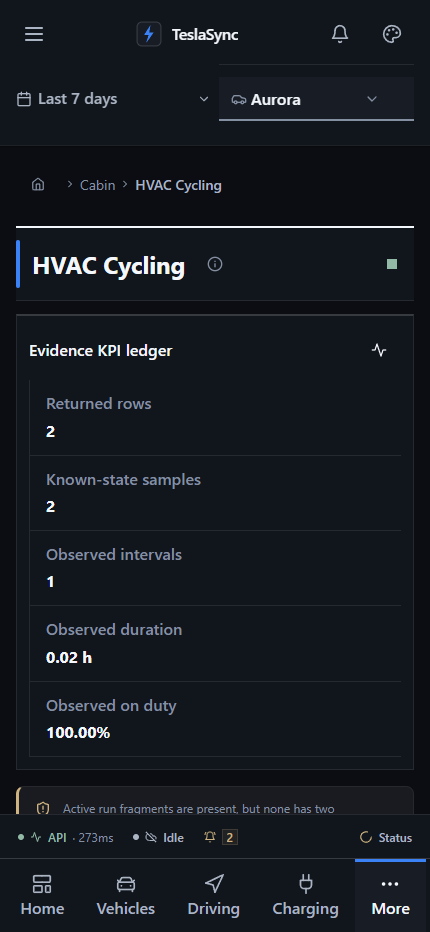 TeslaSync
Last 7 days
Aurora
Cabin
HVAC Cycling
HVAC Cycling
Evidence KPI ledger
Returned rows
2
Known-state samples
2
Observed intervals
1
Observed duration
0.02 h
Observed on duty
100.00%
Active run fragments are present, but none has two
API · 273ms
Idle
2
Status
Home
Vehicles
Driving
Charging
More